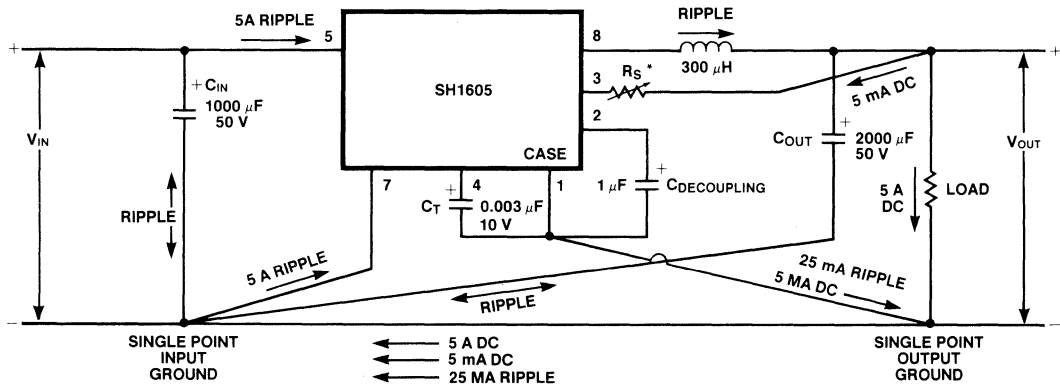 5A RIPPLE
5
SH1605
CASE
8
RIPPLE
300 μH
3
RS *
2
5 mA DC
+
+
+ CIN
1000 μF
50 V
VIN
RIPPLE
7
4
1
+
CT
0.003 μF
10 V
+
1 μF
CDECOUPLING
+
COUT
2000 μF
50 V
VOUT
5 A
DC
LOAD
5 A RIPPLE
RIPPLE
25 mA RIPPLE
5 MA DC
−
−
SINGLE POINT
INPUT
GROUND
5 A DC
5 mA DC
25 MA RIPPLE
SINGLE POINT
OUTPUT
GROUND